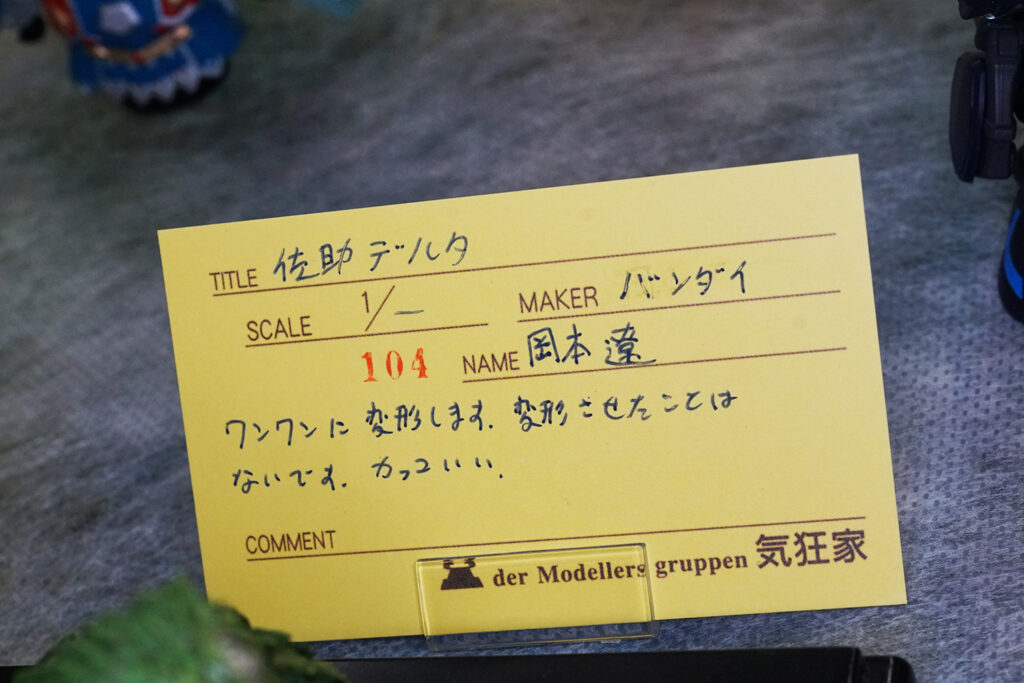 TITLE 佐助デルタ
SCALE 1/— MAKER バンダイ
104 NAME 岡本遼
ワンワンに変形します. 変形させたことは
ないです. カッコいい.
COMMENT
der Modellers gruppen 気狂家